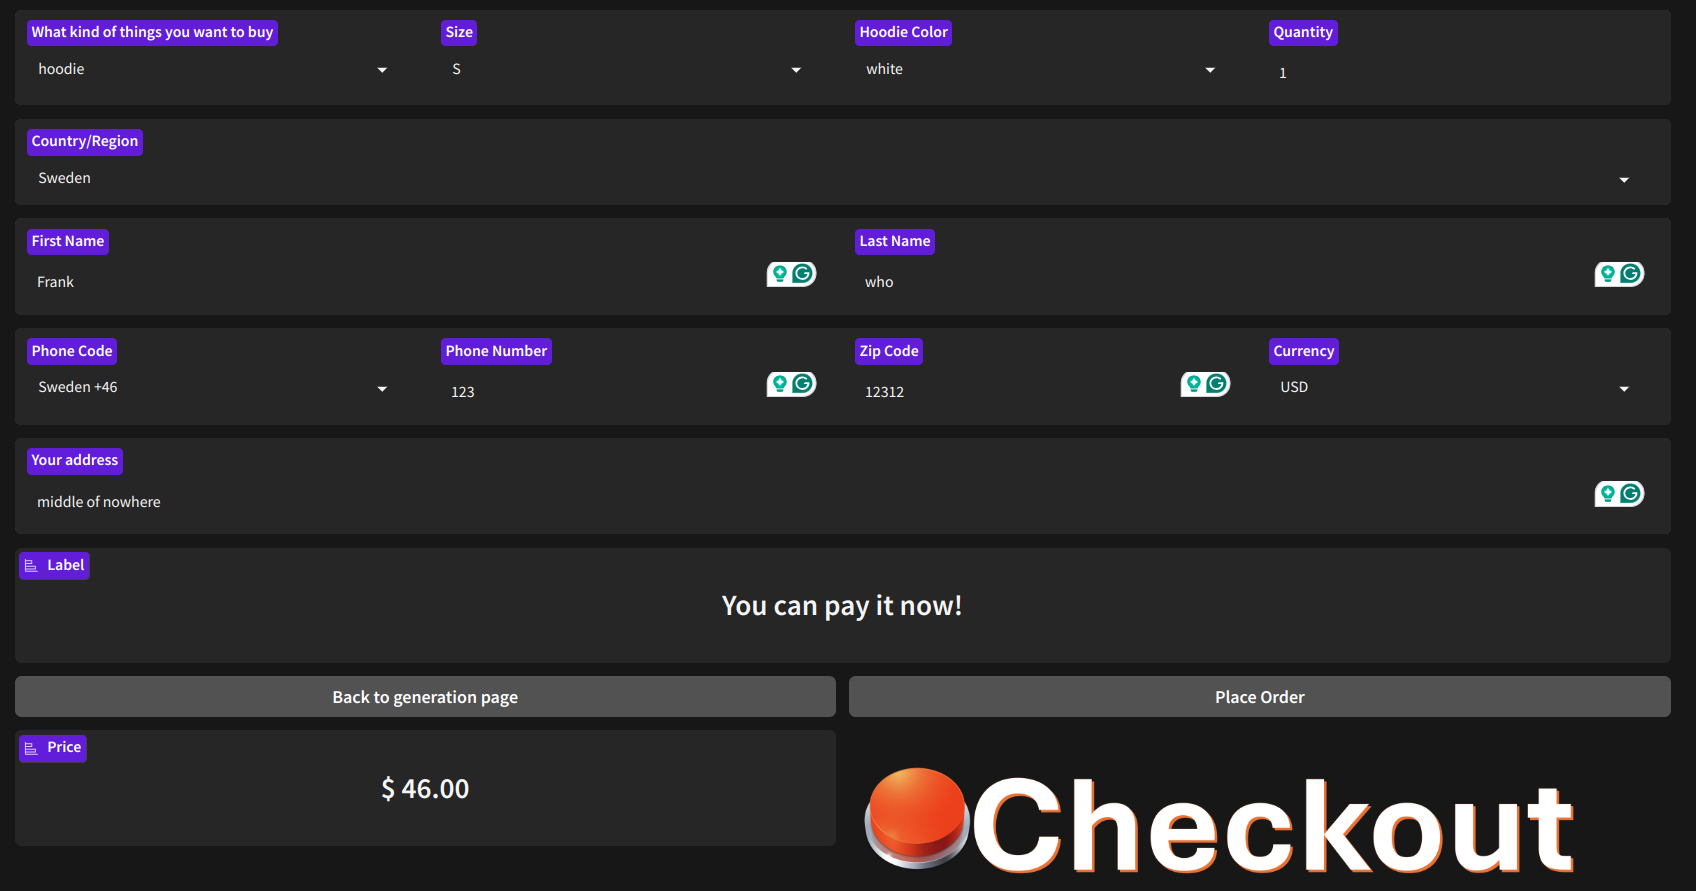 What kind of things you want to buy
Size
Hoodie Color
Quantity
hoodie
S
white
1
Country/Region
Sweden
First Name
Last Name
Frank
who
Phone Code
Phone Number
Zip Code
Currency
Sweden +46
123
12312
USD
Your address
middle of nowhere
Label
You can pay it now!
Back to generation page
Place Order
Price
$ 46.00
Checkout